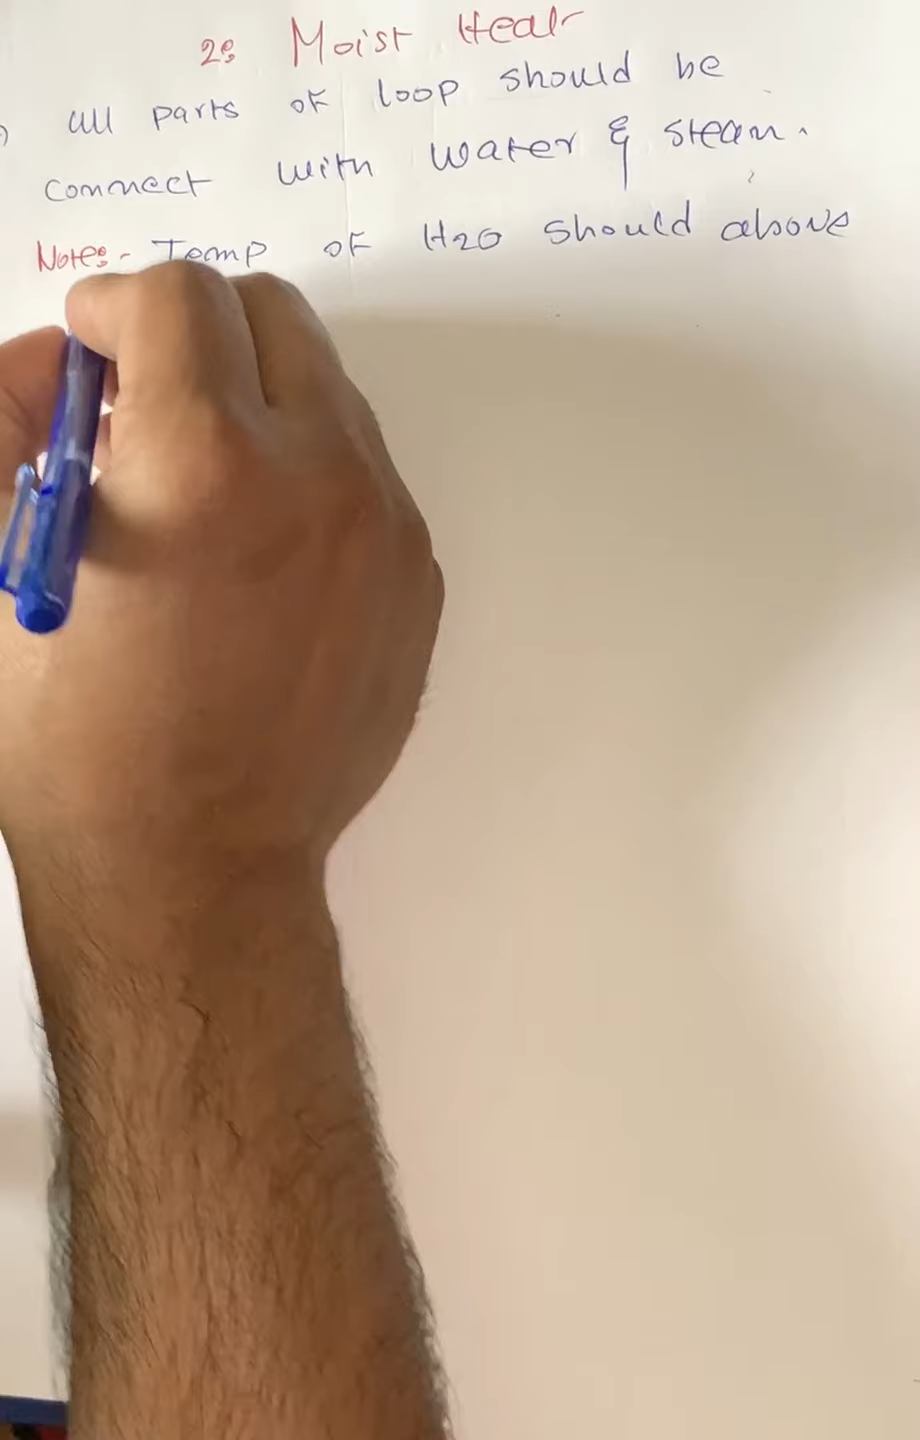 2: Moist Heat
) all parts of loop should be
connect with water & steam.
Note:- Temp of H2O should above